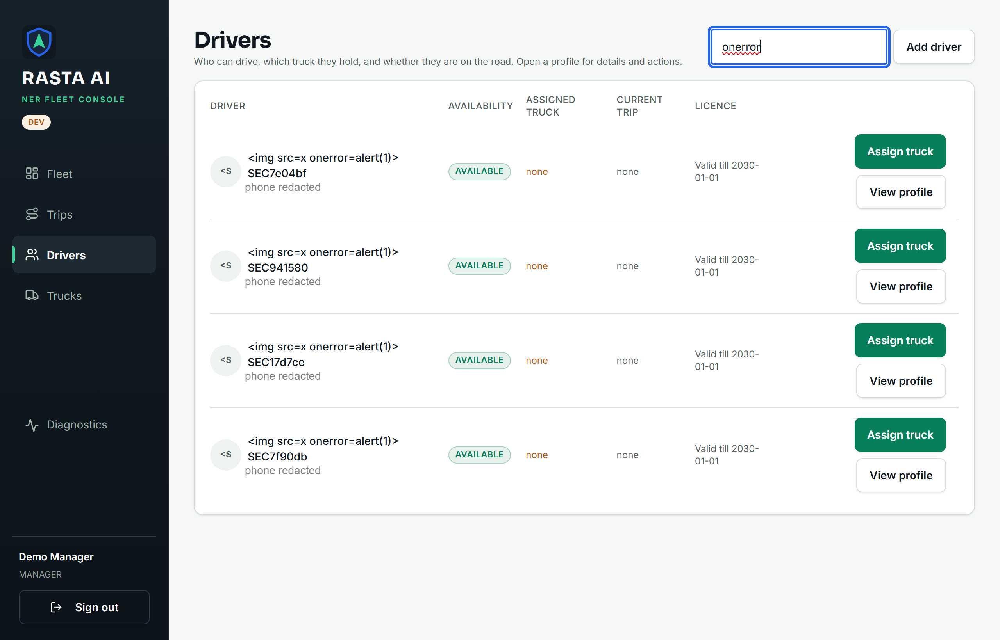 RASTA AI
NER FLEET CONSOLE
DEV
Fleet
Trips
Drivers
Trucks
Diagnostics
Demo Manager
MANAGER
Sign out
Drivers
Who can drive, which truck they hold, and whether they are on the road. Open a profile for details and actions.
onerror
Add driver
DRIVER
AVAILABILITY
ASSIGNED
TRUCK
CURRENT
TRIP
LICENCE
<S
<img src=x onerror=alert(1)>
SEC7e04bf
phone redacted
AVAILABLE
none
none
Valid till 2030-
01-01
Assign truck
View profile
<S
<img src=x onerror=alert(1)>
SEC941580
phone redacted
AVAILABLE
none
none
Valid till 2030-
01-01
Assign truck
View profile
<S
<img src=x onerror=alert(1)>
SEC17d7ce
phone redacted
AVAILABLE
none
none
Valid till 2030-
01-01
Assign truck
View profile
<S
<img src=x onerror=alert(1)>
SEC7f90db
phone redacted
AVAILABLE
none
none
Valid till 2030-
01-01
Assign truck
View profile